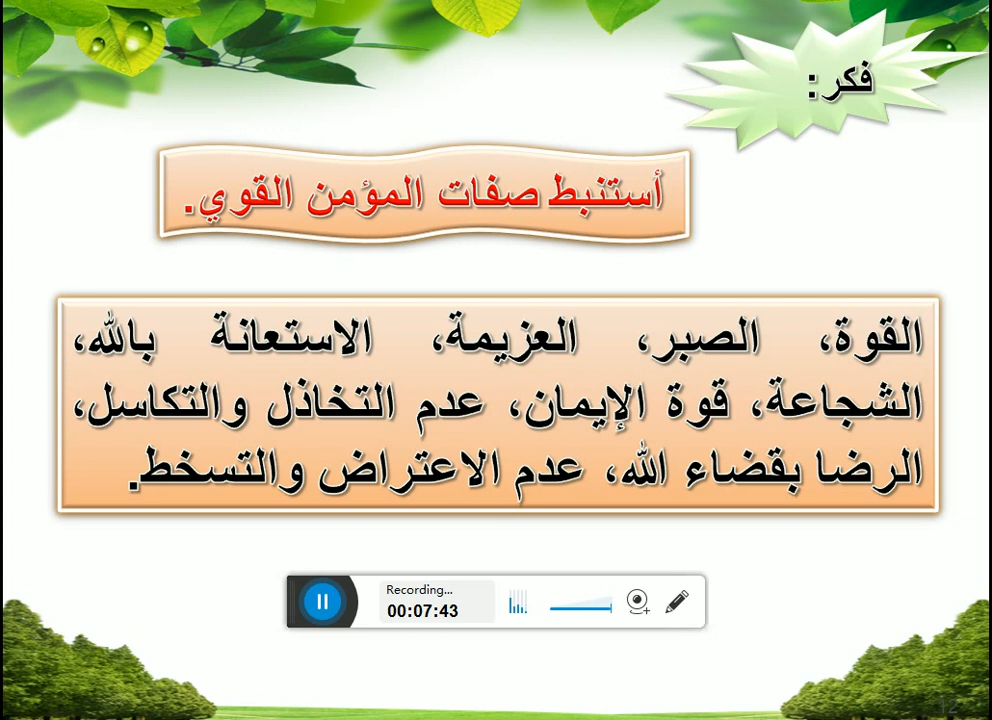 فكر:
أستنبط صفات المؤمن القوي.
القوة، الصبر، العزيمة، الاستعانة بالله،
الشجاعة، قوة الإيمان، عدم التخاذل والتكاسل،
الرضا بقضاء الله، عدم الاعتراض والتسخط.
Recording...
00:07:43
12